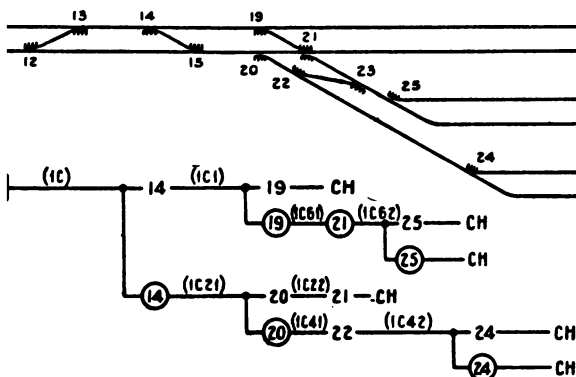 13 14 19 21
12 15 20 22 23 25
24
(1C) 14 (1C1) 19 CH
19 (1C61) 21 (1C62) 25 CH
25 CH
14 (1C21) 20 (1C22) 21 CH
20 (1C41) 22 (1C42) 24 CH
24 CH